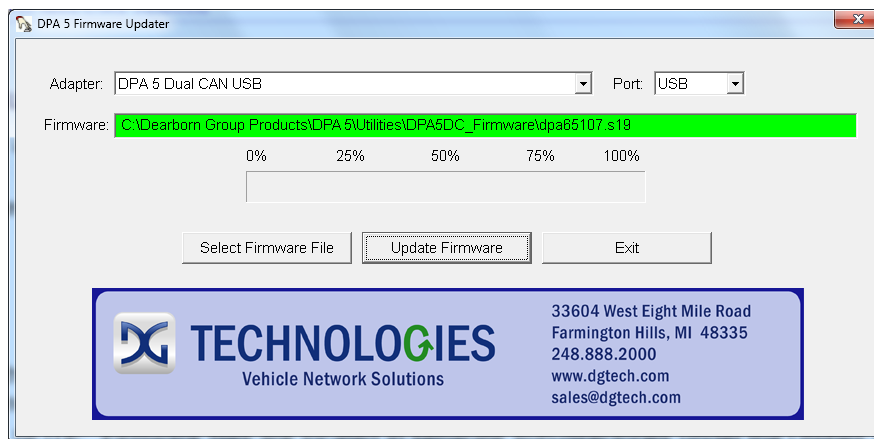 DPA 5 Firmware Updater
Adapter: DPA 5 Dual CAN USB Port: USB
Firmware: C:\Dearborn Group Products\DPA 5\Utilities\DPA5DC_Firmware\dpa65107.s19
0% 25% 50% 75% 100%
Select Firmware File Update Firmware Exit
DG TECHNOLOGIES
Vehicle Network Solutions
33604 West Eight Mile Road
Farmington Hills, MI 48335
248.888.2000
www.dgtech.com
sales@dgtech.com